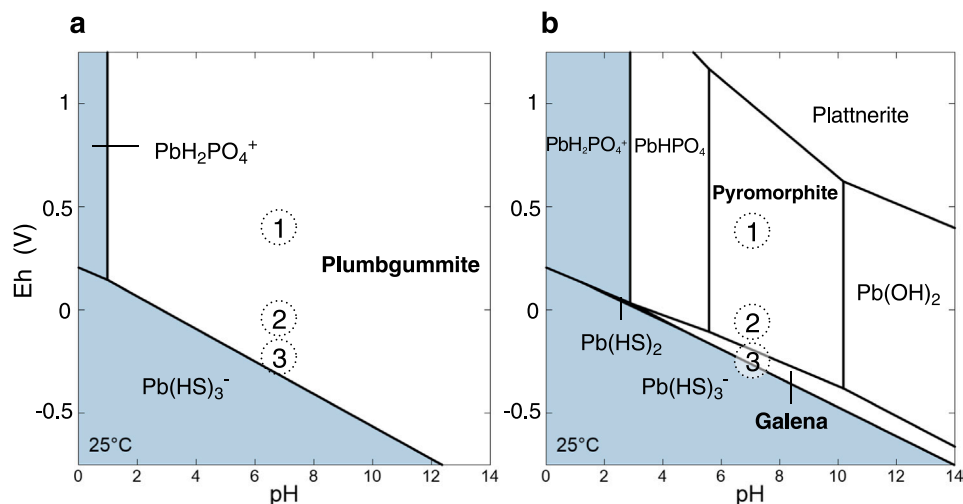 a
Eh (V)
1
0.5
0
-0.5
PbH₂PO₄⁺
1
Plumbgummite
2
3
Pb(HS)₃⁻
25°C
0 2 4 6 8 10 12 14
pH
b
1
0.5
0
-0.5
Plattnerite
PbH₂PO₄⁺
PbHPO₄
Pyromorphite
1
Pb(OH)₂
2
Pb(HS)₂
3
Pb(HS)₃⁻
Galena
25°C
0 2 4 6 8 10 12 14
pH